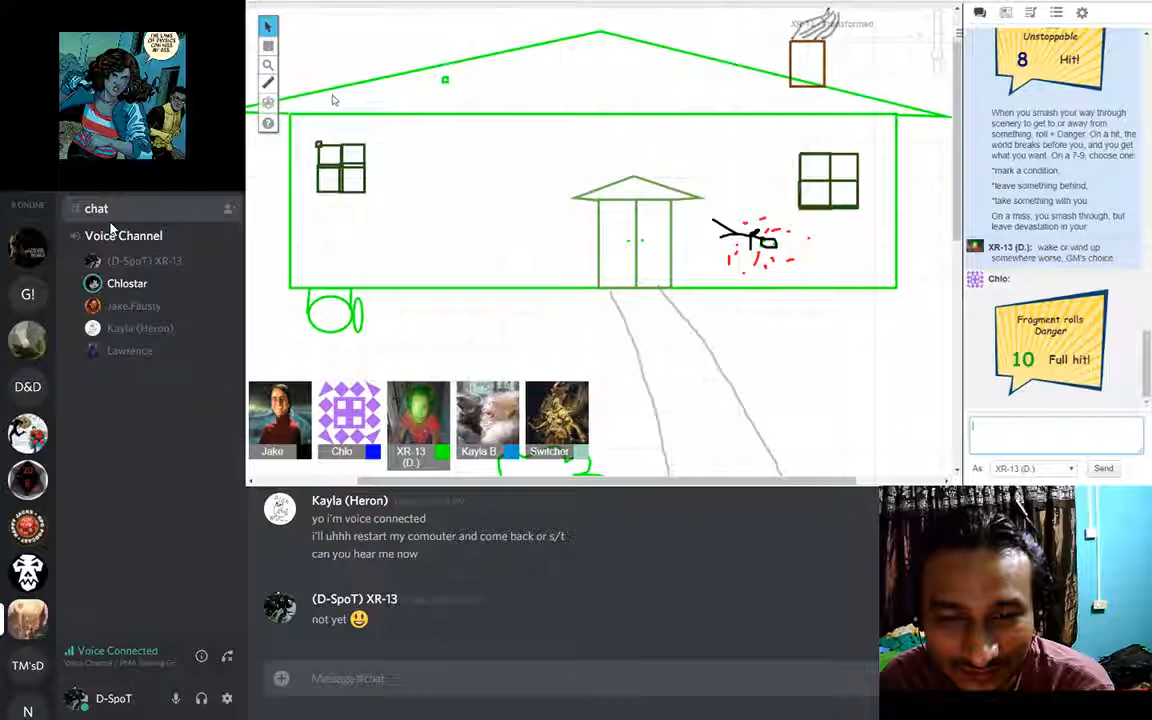 THE LAWS
OF PHYSICS
CAN KISS
MY ASS.
8 ONLINE
chat
Voice Channel
(D-SpoT) XR-13
Chlostar
Jake.Fausty
Kayla (Heron)
Lawrence
G!
D&D
TM'sD
N
Voice Connected
D-SpoT
Jake
Chlo
XR-13
(D.)
Kayla B
Switcher
Kayla (Heron)
yo i'm voice connected
i'll uhhh restart my comouter and come back or s/t
can you hear me now
(D-SpoT) XR-13
not yet
Message #chat
Unstoppable
8 Hit!
When you smash your way through
scenery to get to or away from
something, roll + Danger. On a hit, the
world breaks before you, and you get
what you want. On a 7-9, choose one:
*mark a condition,
*leave something behind,
*take something with you
On a miss, you smash through, but
leave devastation in your
XR-13 (D.): wake or wind up
somewhere worse, GM's choice
Chlo:
Fragment rolls
Danger
10 Full hit!
As: XR-13 (D.) Send